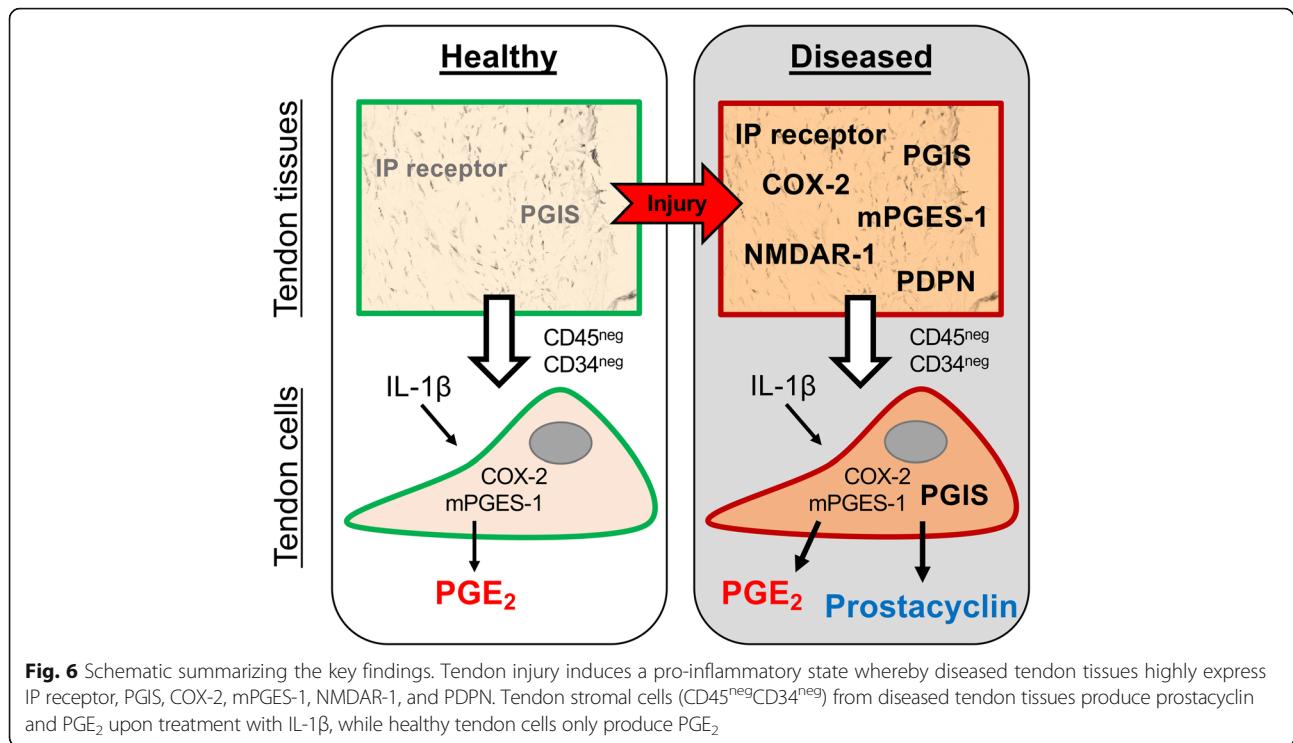 Healthy
Diseased
Tendon tissues
IP receptor
PGIS
Injury
IP receptor
PGIS
COX-2
mPGES-1
NMDAR-1
PDPN
CD45neg
CD34neg
CD45neg
CD34neg
Tendon cells
IL-1β
COX-2
mPGES-1
PGE₂
IL-1β
COX-2
mPGES-1
PGIS
PGE₂
Prostacyclin
Fig. 6 Schematic summarizing the key findings. Tendon injury induces a pro-inflammatory state whereby diseased tendon tissues highly express
IP receptor, PGIS, COX-2, mPGES-1, NMDAR-1, and PDPN. Tendon stromal cells (CD45negCD34neg) from diseased tendon tissues produce prostacyclin
and PGE₂ upon treatment with IL-1β, while healthy tendon cells only produce PGE₂